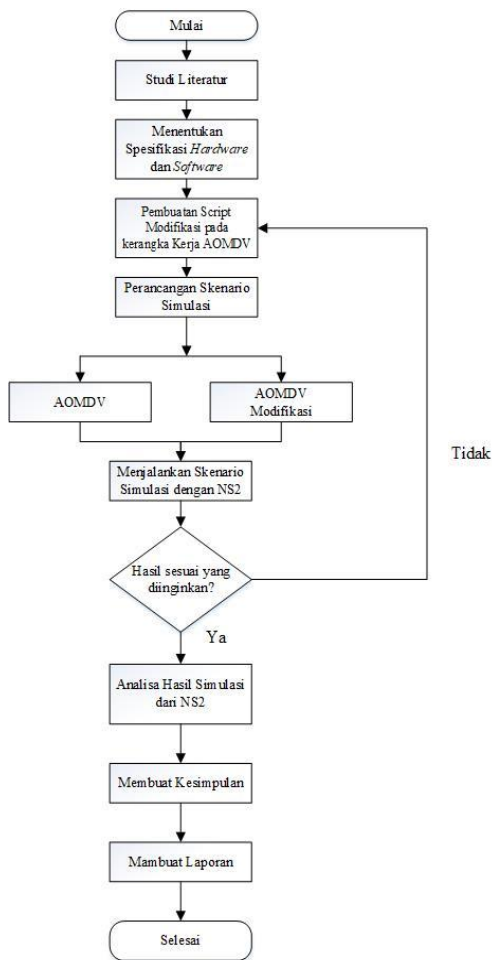 Mulai
Studi Literatur
Menentukan
Spesifikasi Hardware
dan Software
Pembuatan Script
Modifikasi pada
kerangka Kerja AOMDV
Perancangan Skenario
Simulasi
AOMDV
AOMDV
Modifikasi
Tidak
Menjalankan Skenario
Simulasi dengan NS2
Hasil sesuai yang
diinginkan?
Ya
Analisa Hasil Simulasi
dari NS2
Membuat Kesimpulan
Mambuat Laporan
Selesai